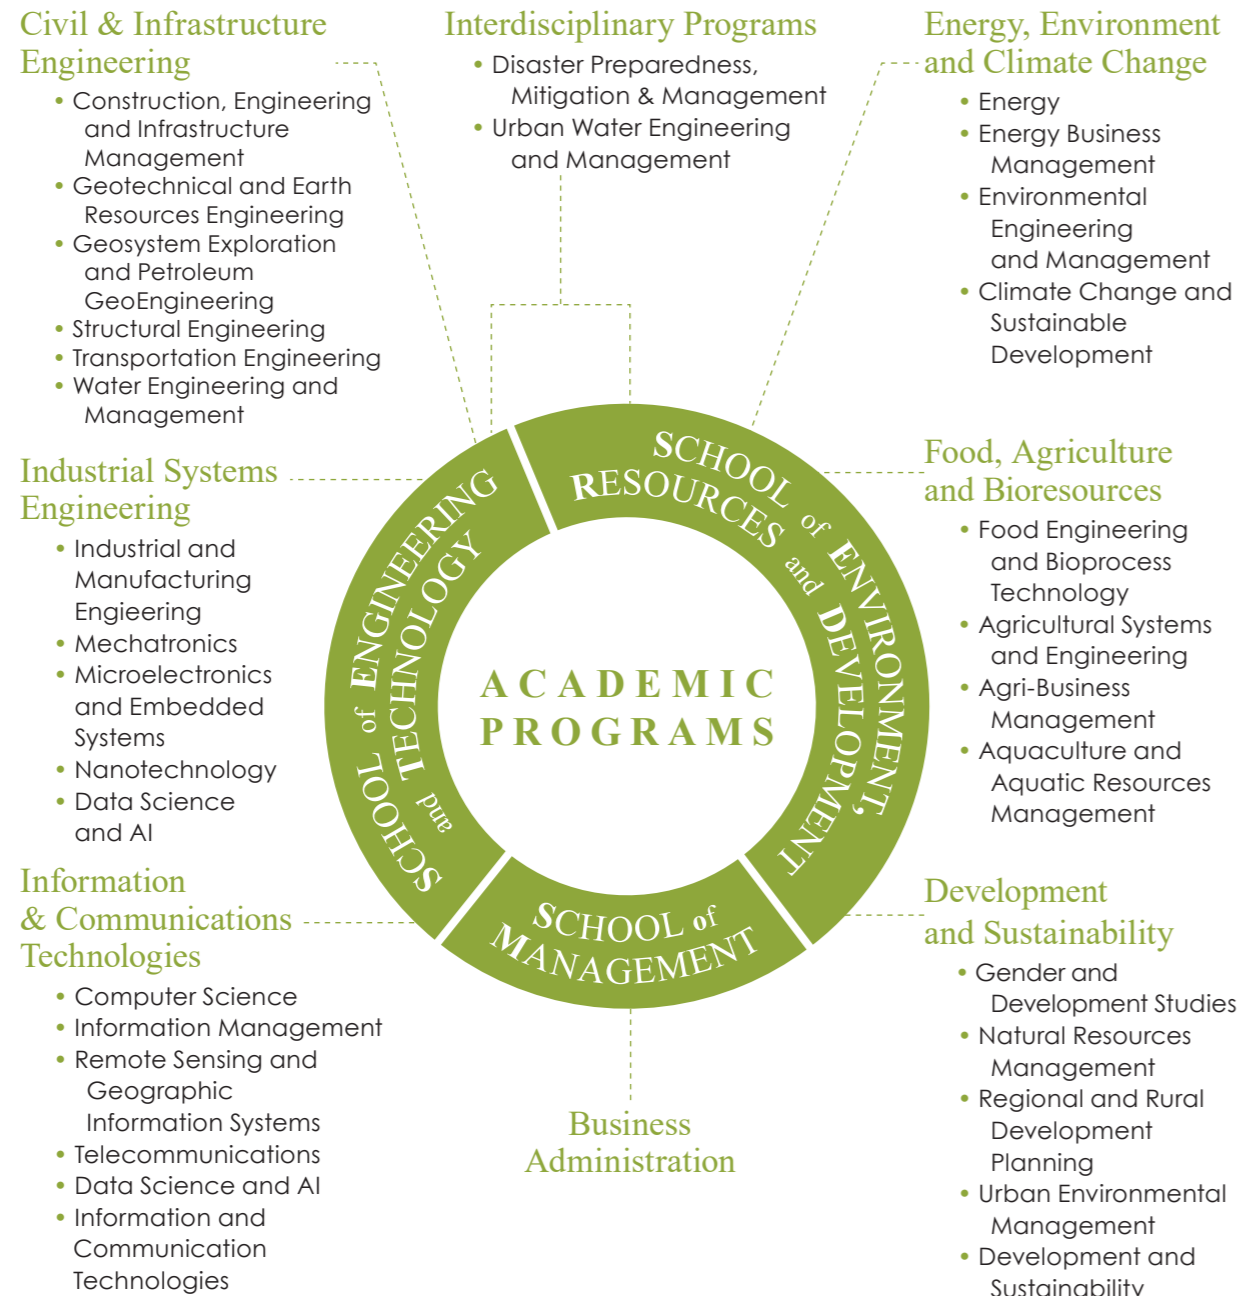 Civil & Infrastructure
Engineering
• Construction, Engineering
and Infrastructure
Management
• Geotechnical and Earth
Resources Engineering
• Geosystem Exploration
and Petroleum
GeoEngineering
• Structural Engineering
• Transportation Engineering
• Water Engineering and
Management
Interdisciplinary Programs
• Disaster Preparedness,
Mitigation & Management
• Urban Water Engineering
and Management
Energy, Environment
and Climate Change
• Energy
• Energy Business
Management
• Environmental
Engineering
and Management
• Climate Change and
Sustainable
Development
Industrial Systems
Engineering
• Industrial and
Manufacturing
Engieering
• Mechatronics
• Microelectronics
and Embedded
Systems
• Nanotechnology
• Data Science
and AI
SCHOOL of ENGINEERING
and TECHNOLOGY
SCHOOL of ENVIRONMENT,
RESOURCES and DEVELOPMENT
ACADEMIC
PROGRAMS
SCHOOL of
MANAGEMENT
Food, Agriculture
and Bioresources
• Food Engineering
and Bioprocess
Technology
• Agricultural Systems
and Engineering
• Agri-Business
Management
• Aquaculture and
Aquatic Resources
Management
Information
& Communications
Technologies
• Computer Science
• Information Management
• Remote Sensing and
Geographic
Information Systems
• Telecommunications
• Data Science and AI
• Information and
Communication
Technologies
Business
Administration
Development
and Sustainability
• Gender and
Development Studies
• Natural Resources
Management
• Regional and Rural
Development
Planning
• Urban Environmental
Management
• Development and
Sustainability